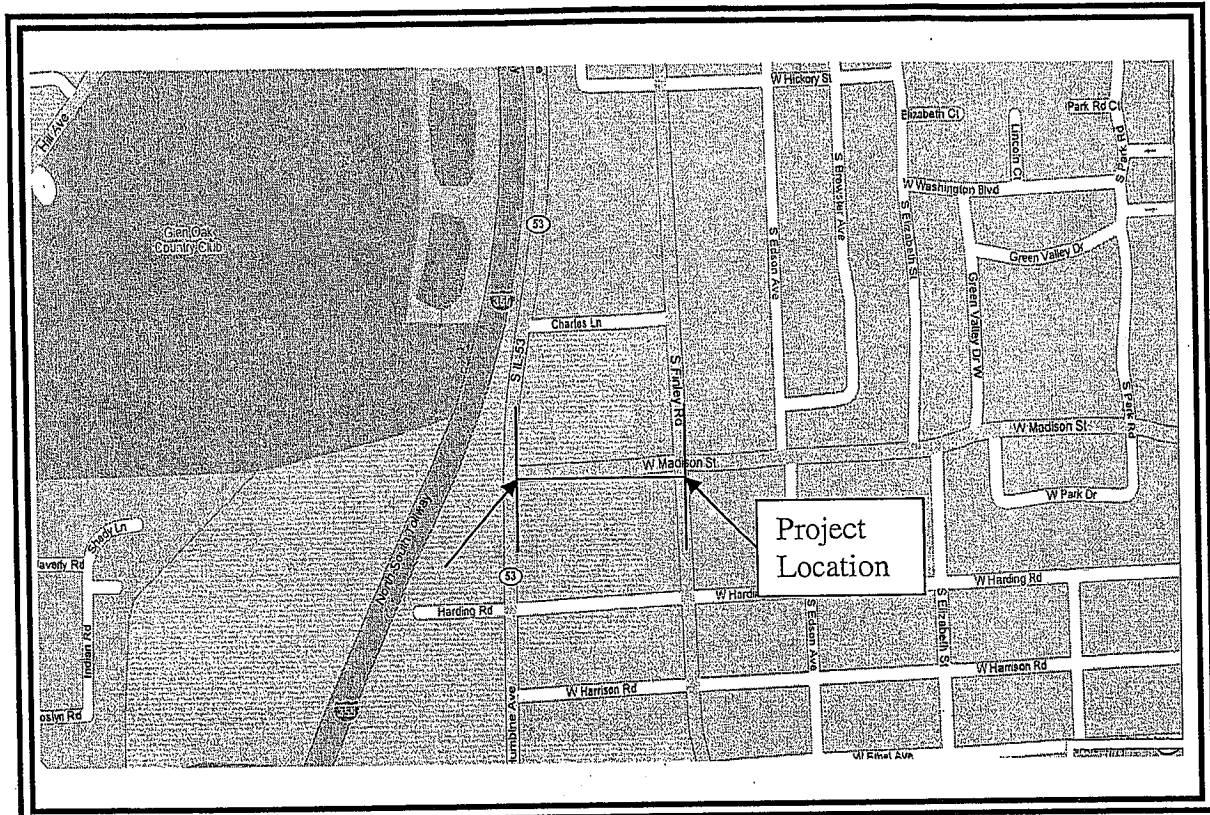 Hill Ave
Glen Oak
Country Club
53
Charles Ln
S IL-53
S Finley Rd
W Hickory St
S Edson Ave
S Brewster Ave
S Elizabeth St
Elizabeth Ct
Lincoln Ct
Park Rd Ct
S Park Rd
W Washington Blvd
Green Valley Dr
Green Valley Dr W
S Park Rd
W Madison St
W Madison St
W Park Dr
Project
Location
Shady Ln
Indian Rd
North-South Tollway
53
Harding Rd
W Harding Rd
S Edson Ave
S Elizabeth St
W Harrison Rd
W Harrison Rd